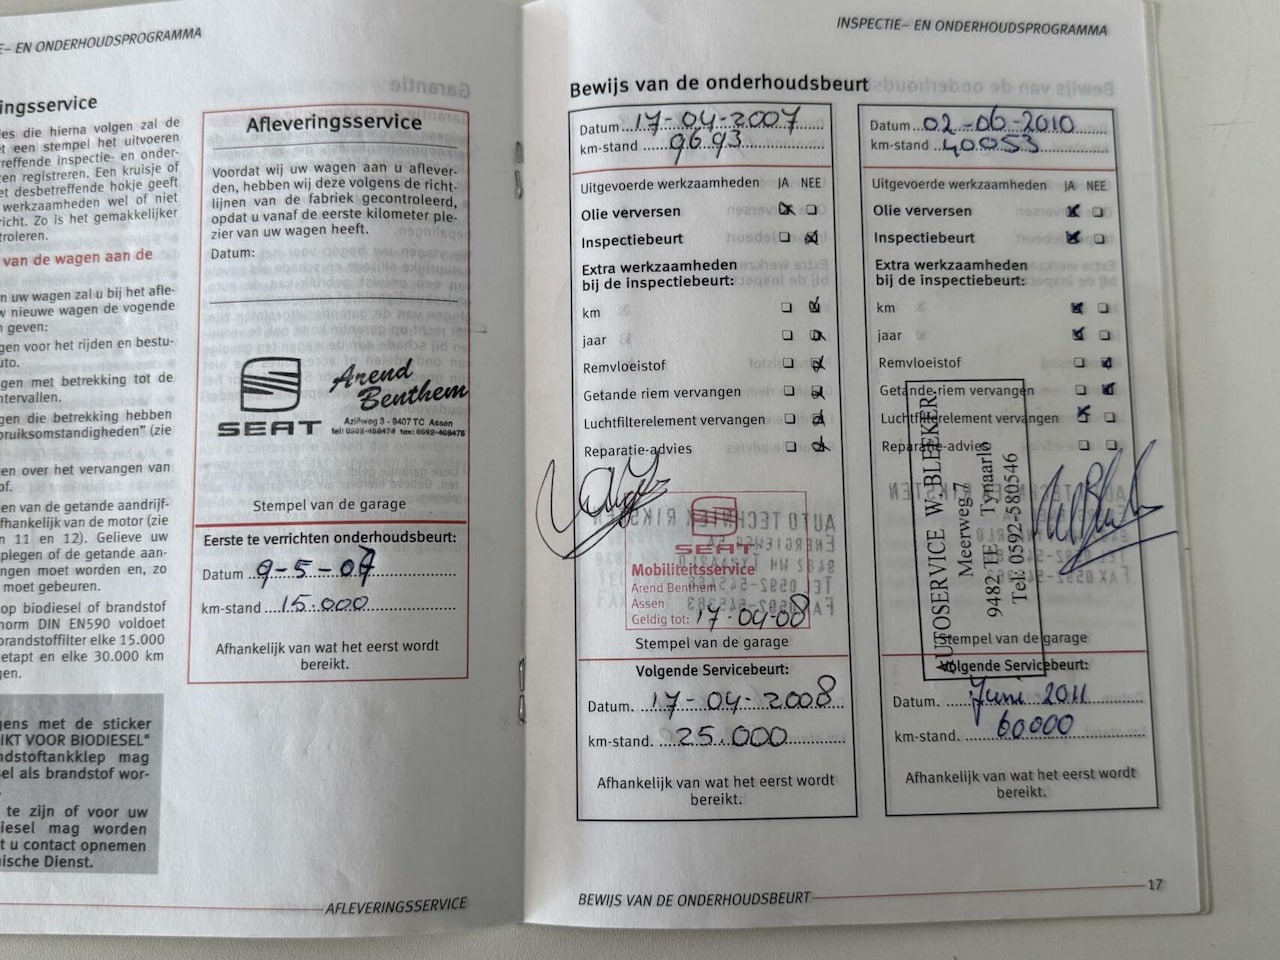 E– EN ONDERHOUDSPROGRAMMA
ingsservice
ies die hierna volgen zal de
et een stempel het uitvoeren
reffende inspectie- en onder-
ten registreren. Een kruisje of
et desbetreffende hokje geeft
werkzaamheden wel of niet
richt. Zo is het gemakkelijker
troleren.
van de wagen aan de
n uw wagen zal u bij het afle-
w nieuwe wagen de vogende
n geven:
gen voor het rijden en bestu-
uto.
gen met betrekking tot de
ntervallen.
gen die betrekking hebben
bruiksomstandigheden" (zie
en over het vervangen van
of.
en van de getande aandrijf-
fhankelijk van de motor (zie
n 11 en 12). Gelieve uw
plegen of de getande aan-
ngen moet worden en, zo
moet gebeuren.
op biodiesel of brandstof
norm DIN EN590 voldoet
brandstoffilter elke 15.000
etapt en elke 30.000 km
gen.
gens met de sticker
IKT VOOR BIODIESEL"
ndstoftankklep mag
sel als brandstof wor-
te zijn of voor uw
iesel mag worden
t u contact opnemen
nische Dienst.
Afleveringsservice
Voordat wij uw wagen aan u aflever-
den, hebben wij deze volgens de richt-
lijnen van de fabriek gecontroleerd,
opdat u vanaf de eerste kilometer ple-
zier van uw wagen heeft.
Datum:
Arend
Benthem
SEAT
Aziëweg 3 - 9407 TC Assen
tel: 0592-468474 fax: 0592-468475
Stempel van de garage
Eerste te verrichten onderhoudsbeurt:
Datum 9-5-07
km-stand 15.000
Afhankelijk van wat het eerst wordt
bereikt.
AFLEVERINGSSERVICE
INSPECTIE– EN ONDERHOUDSPROGRAMMA
Bewijs van de onderhoudsbeurt
Datum 17-04-2007
km-stand 9693
Uitgevoerde werkzaamheden JA NEE
Olie verversen
Inspectiebeurt
Extra werkzaamheden
bij de inspectiebeurt:
km
jaar
Remvloeistof
Getande riem vervangen
Luchtfilterelement vervangen
Reparatie-advies
SEAT
Mobiliteitsservice
Arend Benthem
Assen
Geldig tot: 17-04-08
Stempel van de garage
Volgende Servicebeurt:
Datum. 17-04-2008
km-stand. 25.000
Afhankelijk van wat het eerst wordt
bereikt.
Datum 02-06-2010
km-stand 40053
Uitgevoerde werkzaamheden JA NEE
Olie verversen
Inspectiebeurt
Extra werkzaamheden
bij de inspectiebeurt:
km
jaar
Remvloeistof
Getande riem vervangen
Luchtfilterelement vervangen
Reparatie-advies
AUTOSERVICE W. BLEEKER
Meerweg 7
9482 TE Tynaarlo
Tel. 0592-580546
Stempel van de garage
Volgende Servicebeurt:
Datum. Juni 2011
km-stand. 60000
Afhankelijk van wat het eerst wordt
bereikt.
BEWIJS VAN DE ONDERHOUDSBEURT
17